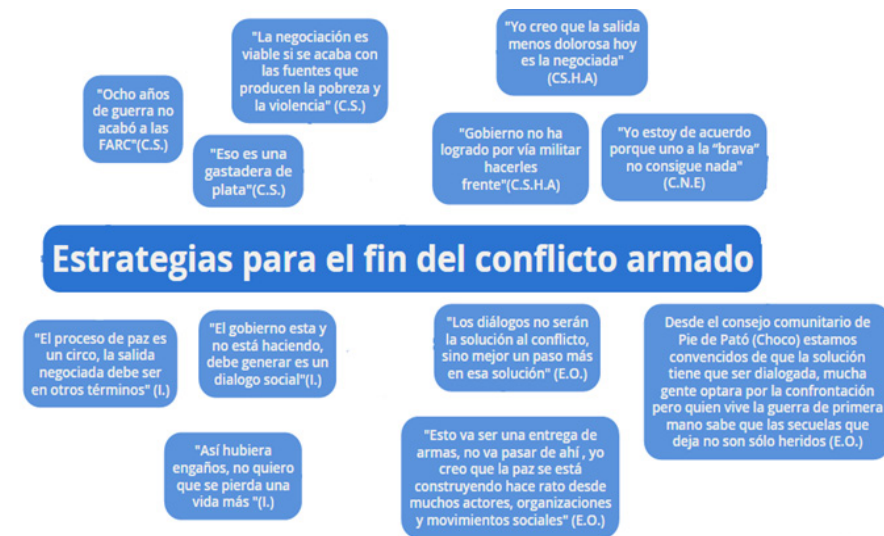 "La negociación es
viable si se acaba con
las fuentes que
producen la pobreza y
la violencia" (C.S.)
"Yo creo que la salida
menos dolorosa hoy
es la negociada"
(CS.H.A)
"Ocho años
de guerra no
acabó a las
FARC"(C.S.)
"Eso es una
gastadera de
plata"(C.S.)
"Gobierno no ha
logrado por vía militar
hacerles
frente"(C.S.H.A)
"Yo estoy de acuerdo
porque uno a la “brava”
no consigue nada"
(C.N.E)
Estrategias para el fin del conflicto armado
"El proceso de paz es
un circo, la salida
negociada debe ser
en otros términos" (I.)
"El gobierno esta y
no está haciendo,
debe generar es un
dialogo social"(I.)
"Los diálogos no serán
la solución al conflicto,
sino mejor un paso más
en esa solución" (E.O.)
Desde el consejo comunitario de
Pie de Pató (Choco) estamos
convencidos de que la solución
tiene que ser dialogada, mucha
gente optara por la confrontación
pero quien vive la guerra de primera
mano sabe que las secuelas que
deja no son sólo heridos (E.O.)
"Así hubiera
engaños, no quiero
que se pierda una
vida más "(I.)
"Esto va ser una entrega de
armas, no va pasar de ahí , yo
creo que la paz se está
construyendo hace rato desde
muchos actores, organizaciones
y movimientos sociales" (E.O.)